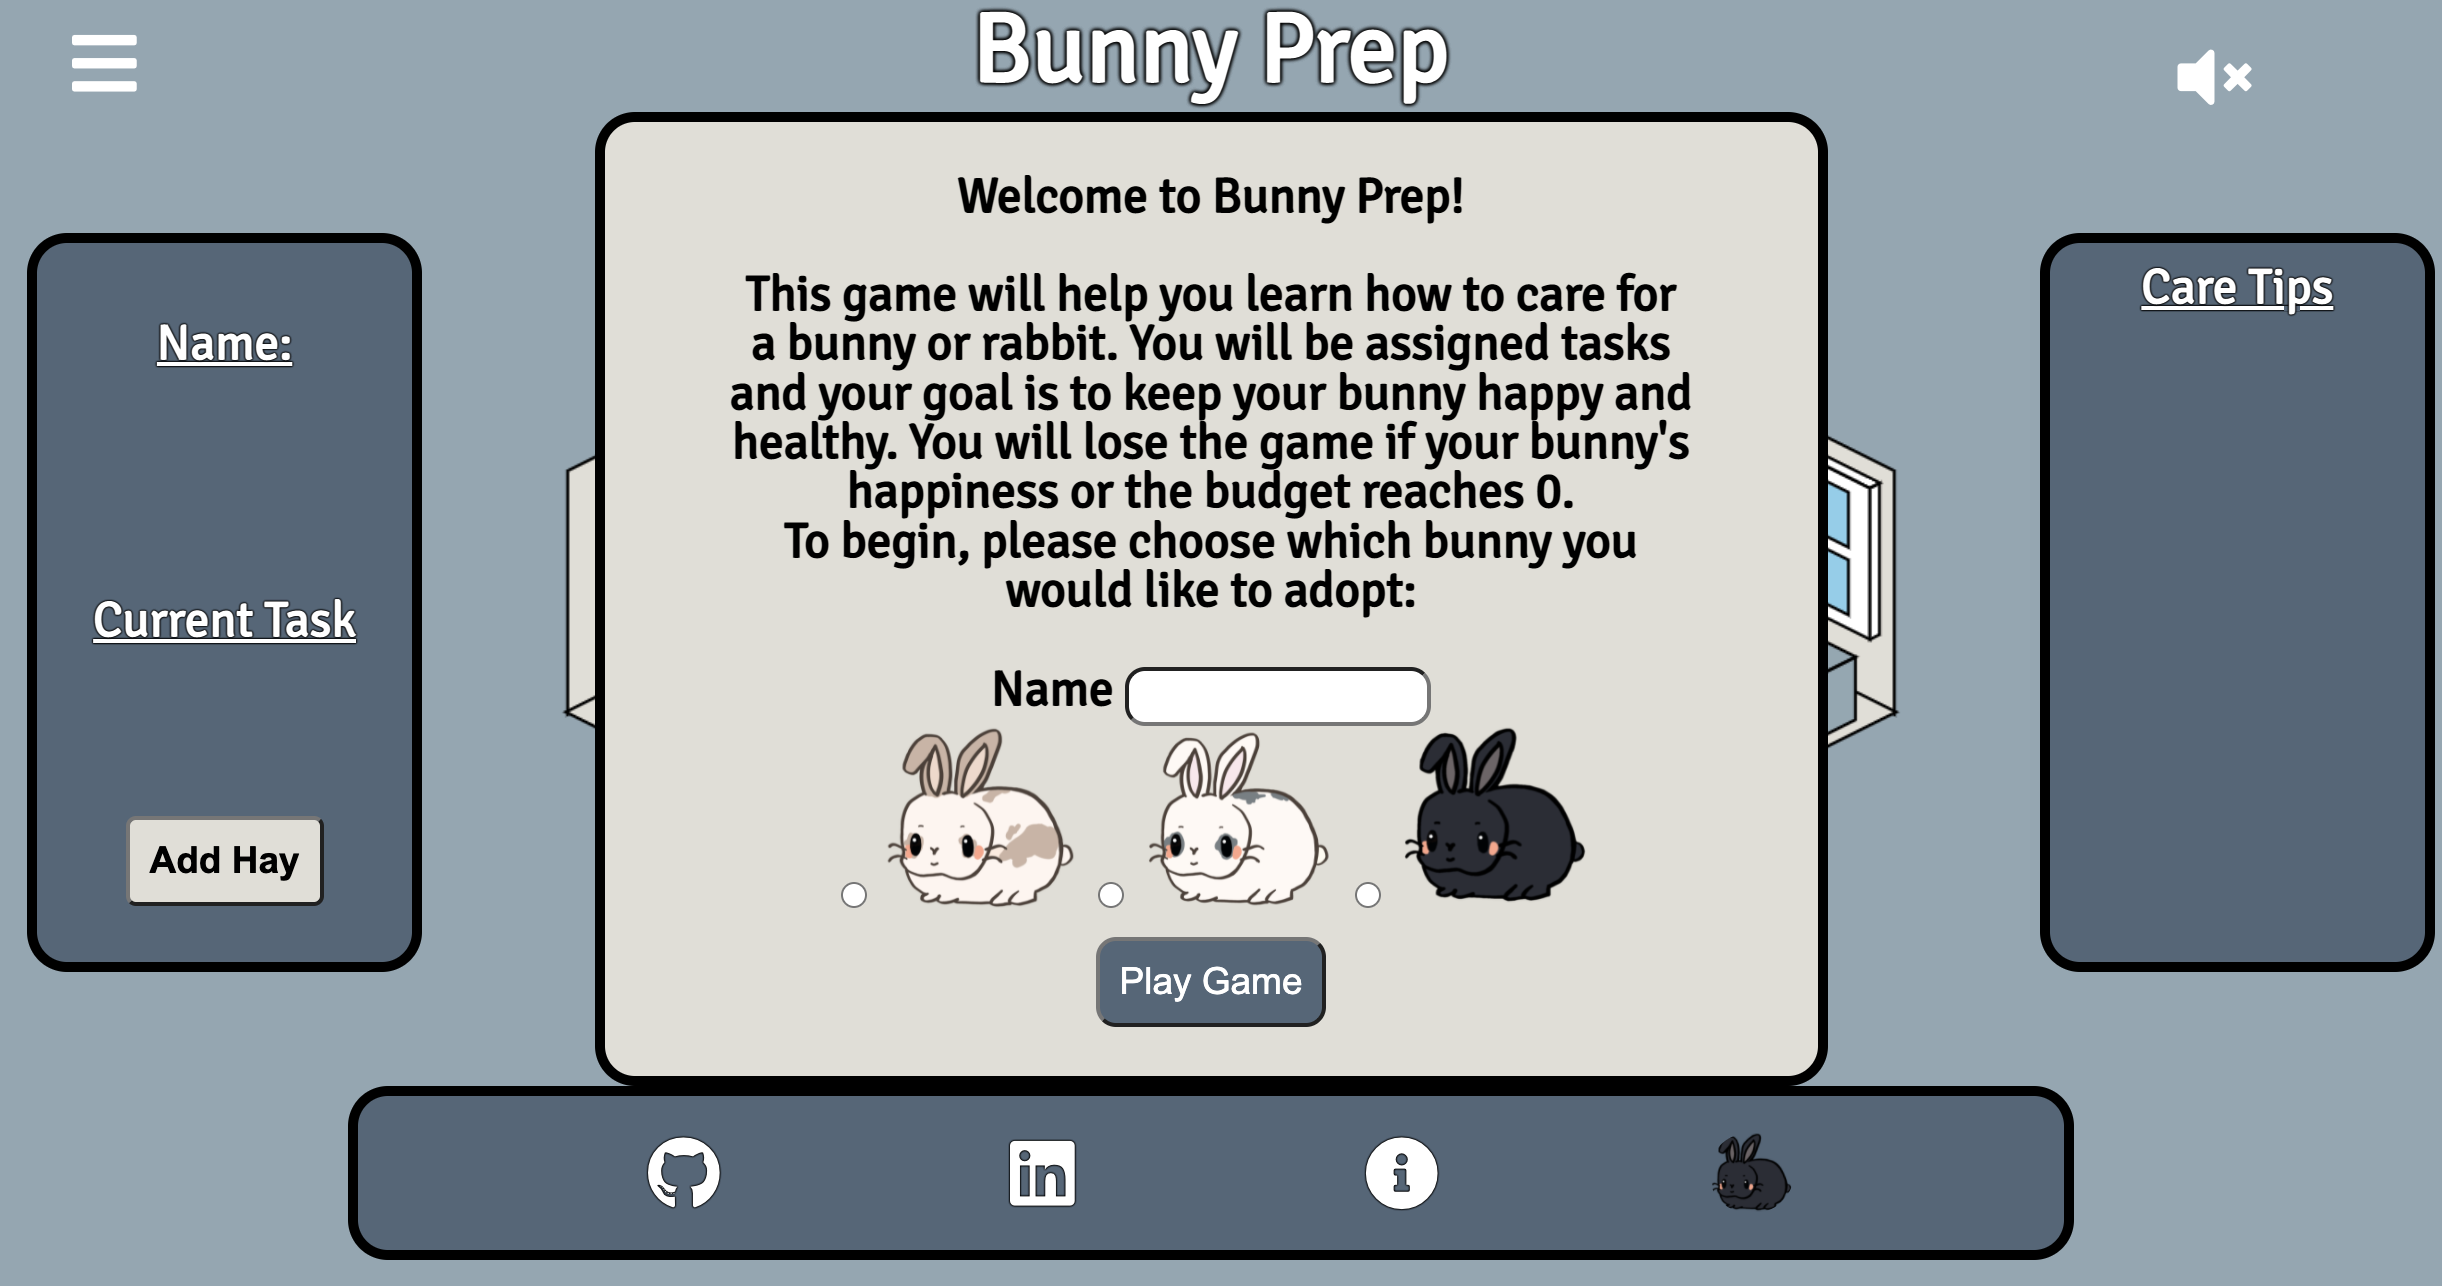 Bunny Prep
Welcome to Bunny Prep!
This game will help you learn how to care for
a bunny or rabbit. You will be assigned tasks
and your goal is to keep your bunny happy and
healthy. You will lose the game if your bunny's
happiness or the budget reaches 0.
To begin, please choose which bunny you
would like to adopt:
Name
Play Game
Name:
Current Task
Add Hay
Care Tips
in
i